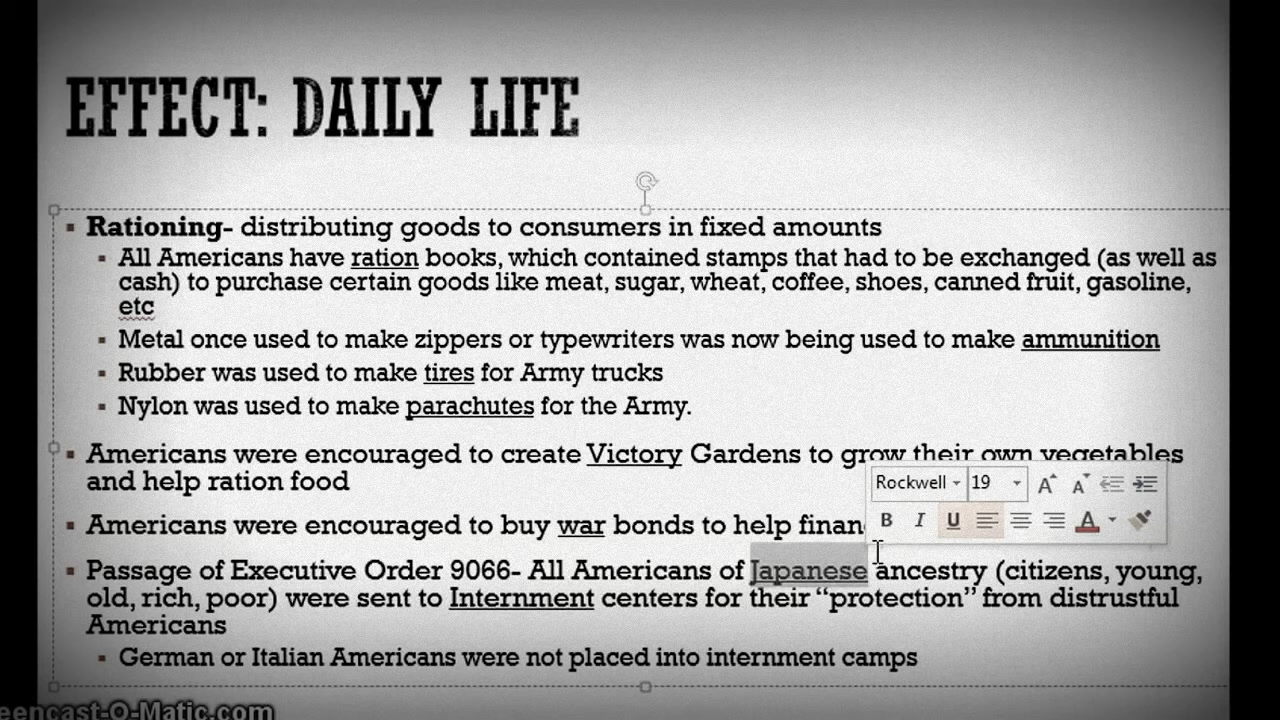 EFFECT: DAILY LIFE
Rationing- distributing goods to consumers in fixed amounts
All Americans have ration books, which contained stamps that had to be exchanged (as well as
cash) to purchase certain goods like meat, sugar, wheat, coffee, shoes, canned fruit, gasoline,
etc
Metal once used to make zippers or typewriters was now being used to make ammunition
Rubber was used to make tires for Army trucks
Nylon was used to make parachutes for the Army.
Americans were encouraged to create Victory Gardens to grow their own vegetables
and help ration food
Rockwell 19
Americans were encouraged to buy war bonds to help finan
B I U A
Passage of Executive Order 9066- All Americans of Japanese ancestry (citizens, young,
old, rich, poor) were sent to Internment centers for their “protection” from distrustful
Americans
German or Italian Americans were not placed into internment camps
eencast-O-Matic.com